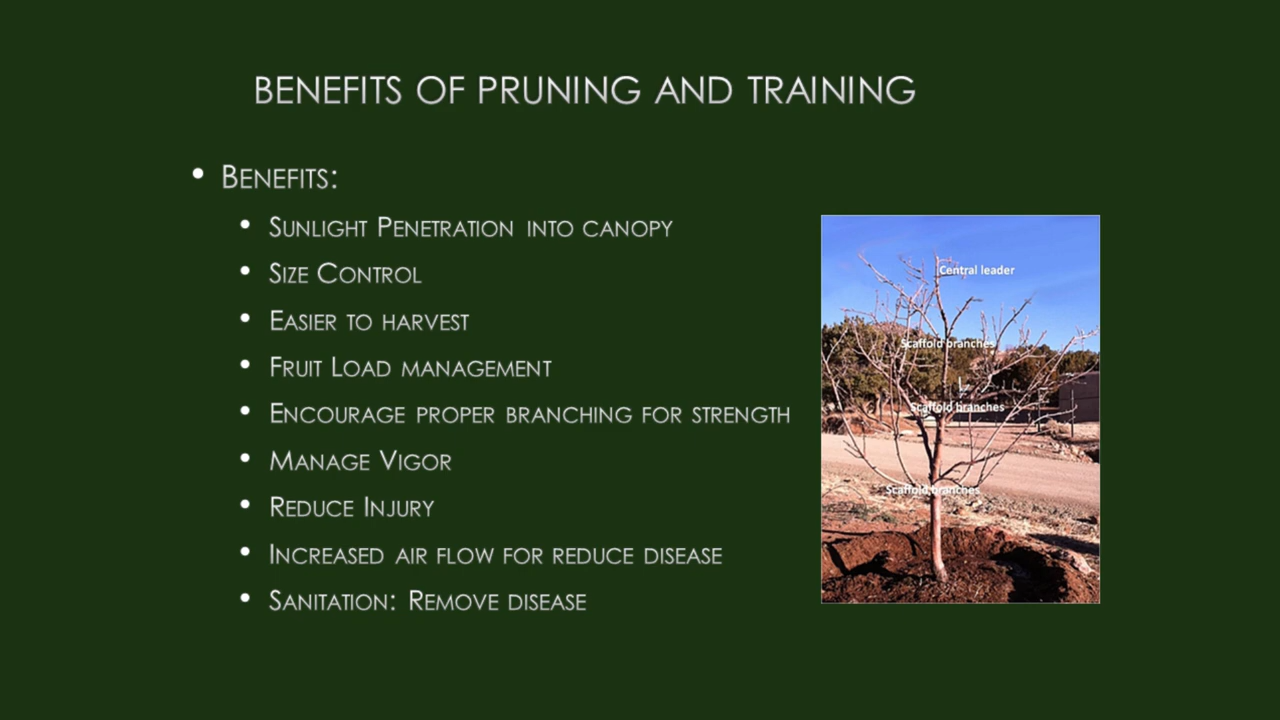 BENEFITS OF PRUNING AND TRAINING
• BENEFITS:
• SUNLIGHT PENETRATION INTO CANOPY
• SIZE CONTROL
• EASIER TO HARVEST
• FRUIT LOAD MANAGEMENT
• ENCOURAGE PROPER BRANCHING FOR STRENGTH
• MANAGE VIGOR
• REDUCE INJURY
• INCREASED AIR FLOW FOR REDUCE DISEASE
• SANITATION: REMOVE DISEASE
Central leader
Scaffold branches
Scaffold branches
Scaffold branches